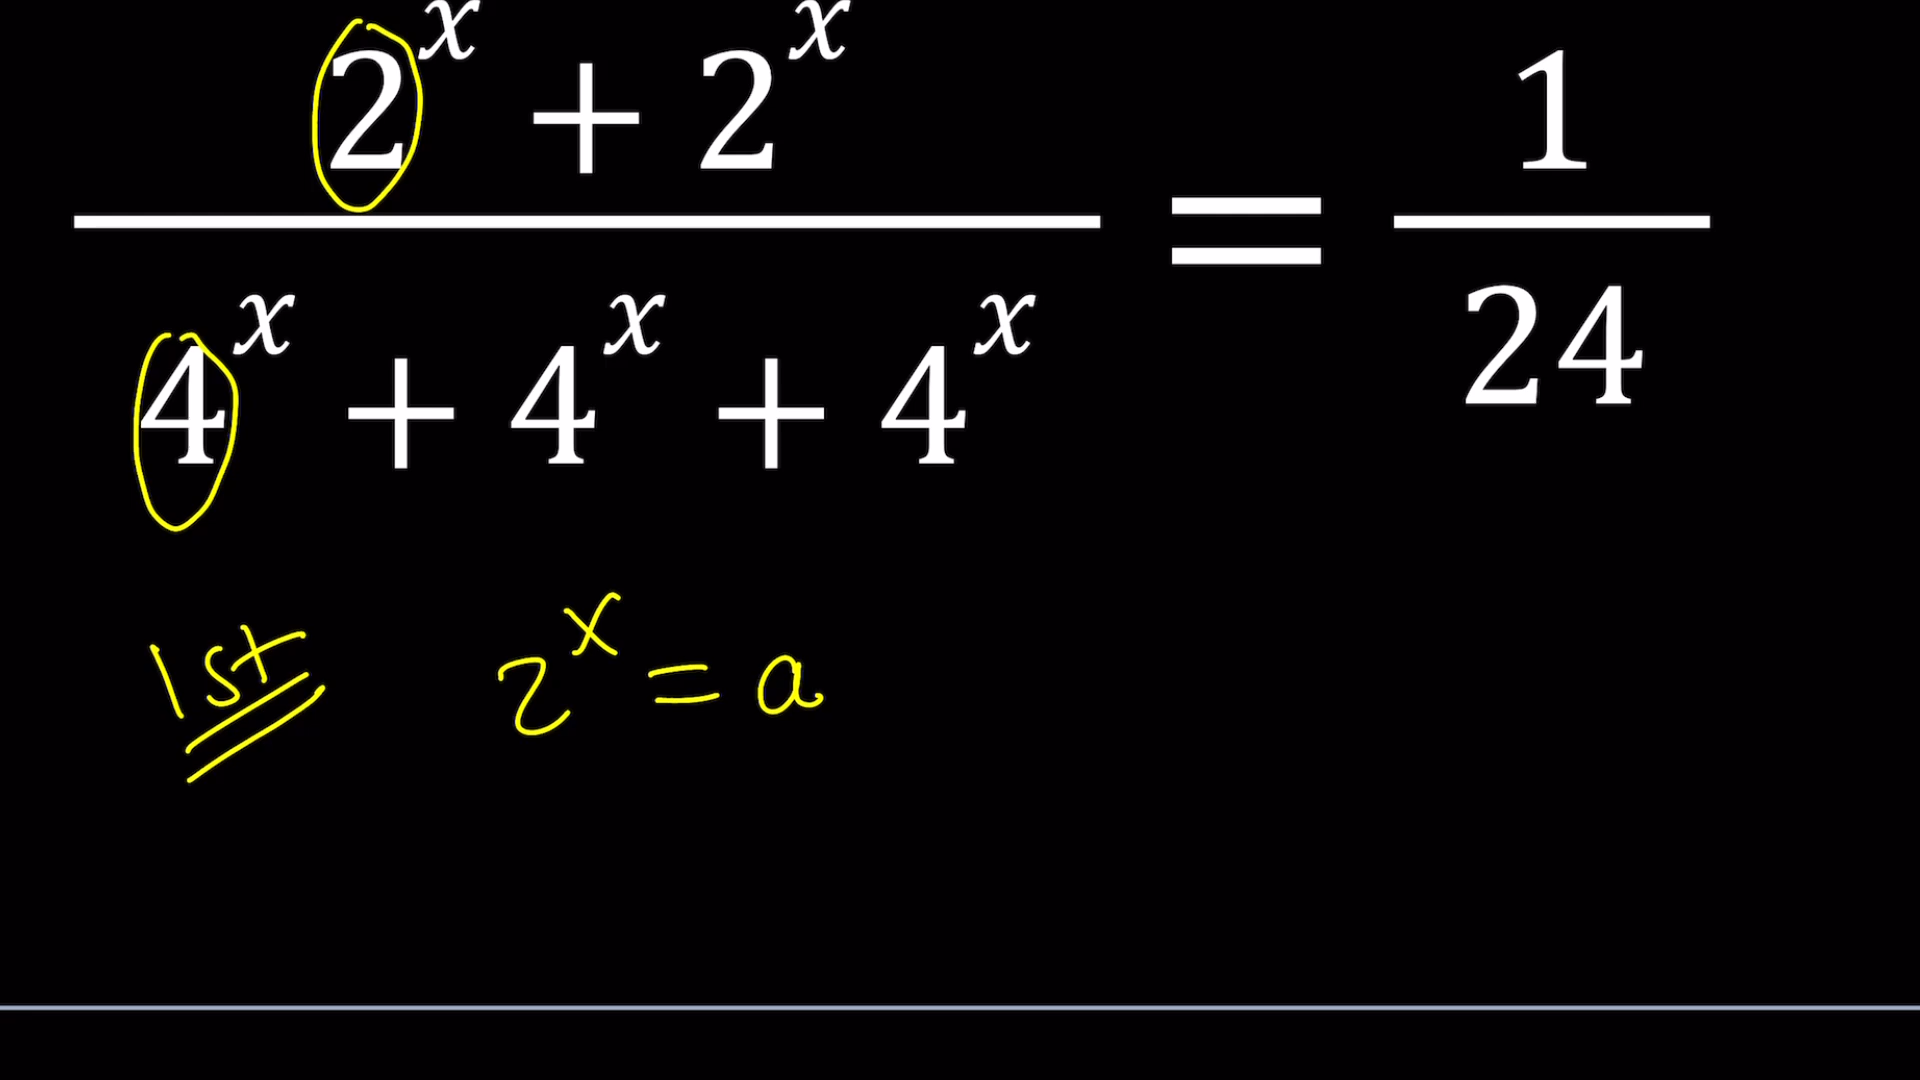 2^x + 2^x
4^x + 4^x + 4^x
=
1
24
1st
2^x = a